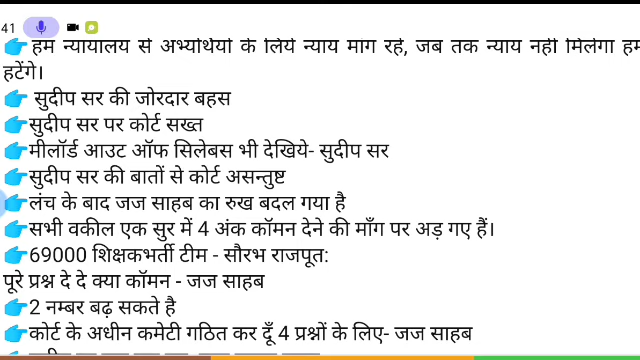 41
👉हम न्यायालय से अभ्यर्थियों के लिये न्याय मांग रहे, जब तक न्याय नही मिलेगा हम
हटेंगे।
👉 सुदीप सर की जोरदार बहस
👉सुदीप सर पर कोर्ट सख्त
👉मीलॉर्ड आउट ऑफ सिलेबस भी देखिये- सुदीप सर
👉सुदीप सर की बातों से कोर्ट असन्तुष्ट
👉लंच के बाद जज साहब का रुख बदल गया है
👉सभी वकील एक सुर में 4 अंक कॉमन देने की माँग पर अड़ गए हैं।
👉69000 शिक्षकभर्ती टीम - सौरभ राजपूत:
पूरे प्रश्न दे दे क्या कॉमन - जज साहब
👉2 नम्बर बढ़ सकते है
👉कोर्ट के अधीन कमेटी गठित कर दूँ 4 प्रश्नों के लिए- जज साहब